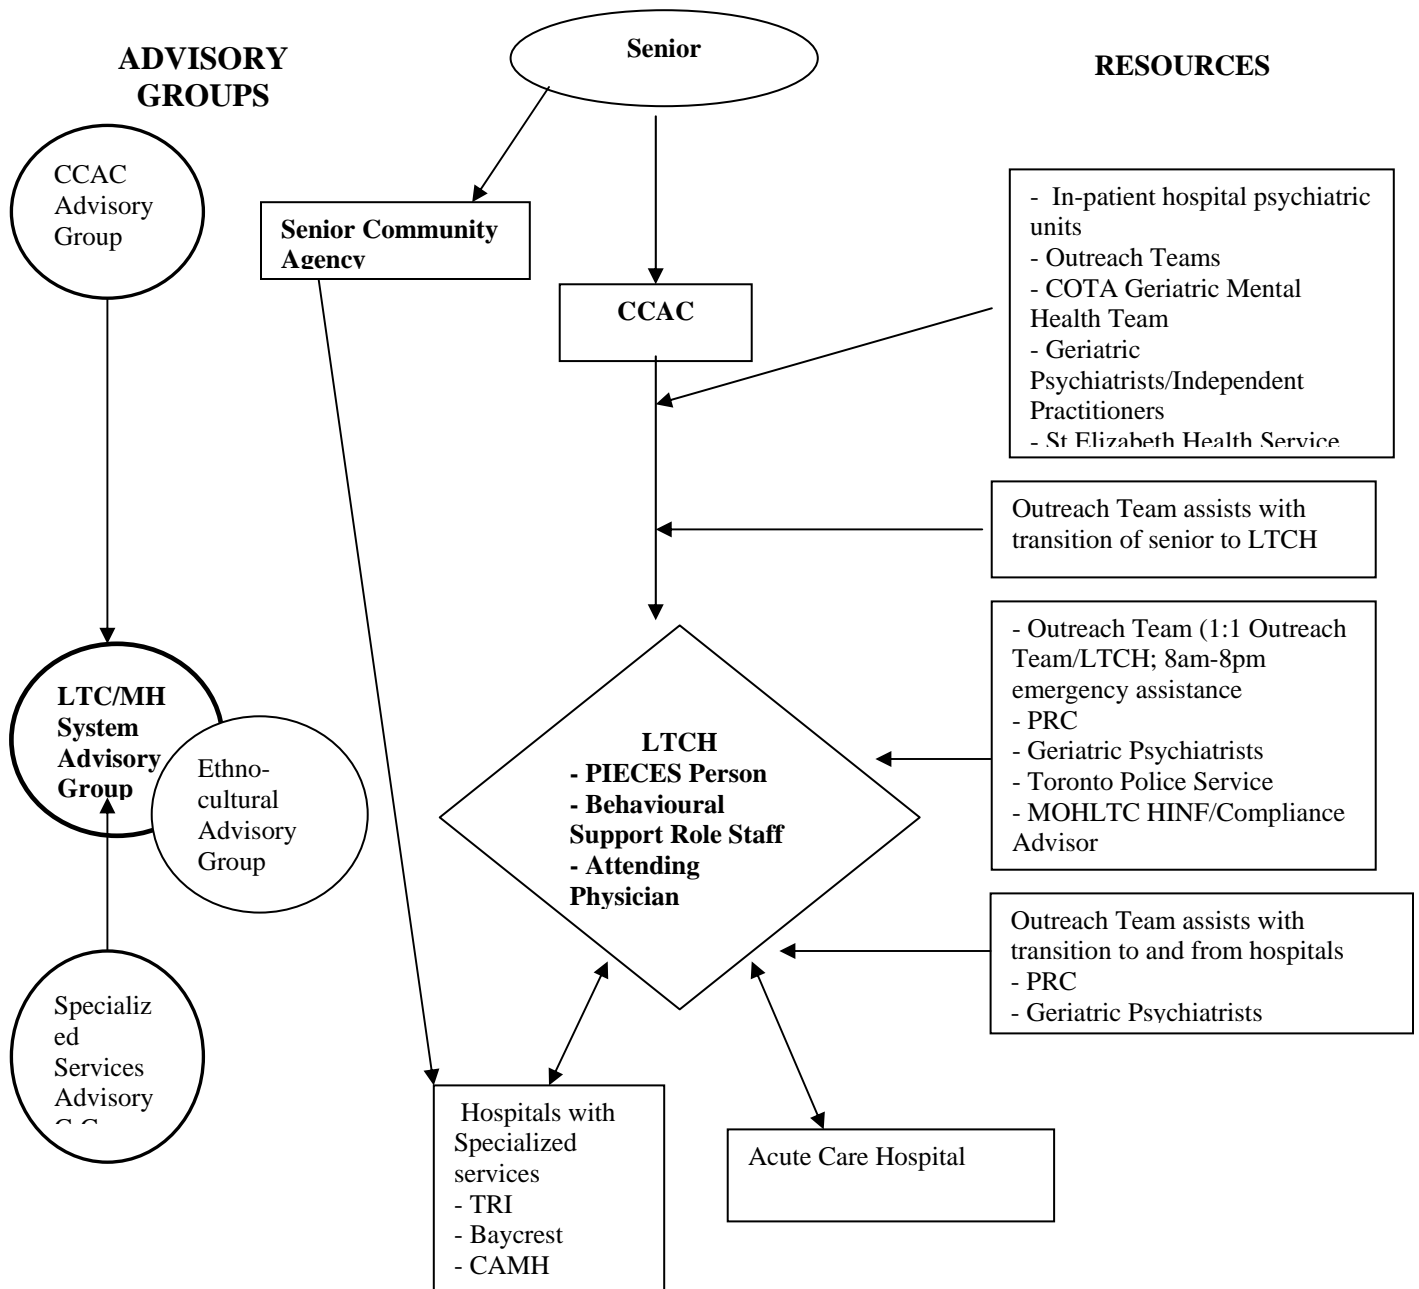 ADVISORY
GROUPS
Senior
RESOURCES
CCAC
Advisory
Group
Senior Community
Agency
CCAC
- In-patient hospital psychiatric
units
- Outreach Teams
- COTA Geriatric Mental
Health Team
- Geriatric
Psychiatrists/Independent
Practitioners
- St Elizabeth Health Service
Outreach Team assists with
transition of senior to LTCH
LTC/MH
System
Advisory
Group
Ethno-
cultural
Advisory
Group
LTCH
- PIECES Person
- Behavioural
Support Role Staff
- Attending
Physician
- Outreach Team (1:1 Outreach
Team/LTCH; 8am-8pm
emergency assistance
- PRC
- Geriatric Psychiatrists
- Toronto Police Service
- MOHLTC HINF/Compliance
Advisor
Outreach Team assists with
transition to and from hospitals
- PRC
- Geriatric Psychiatrists
Specializ
ed
Services
Advisory
Hospitals with
Specialized
services
- TRI
- Baycrest
- CAMH
Acute Care Hospital